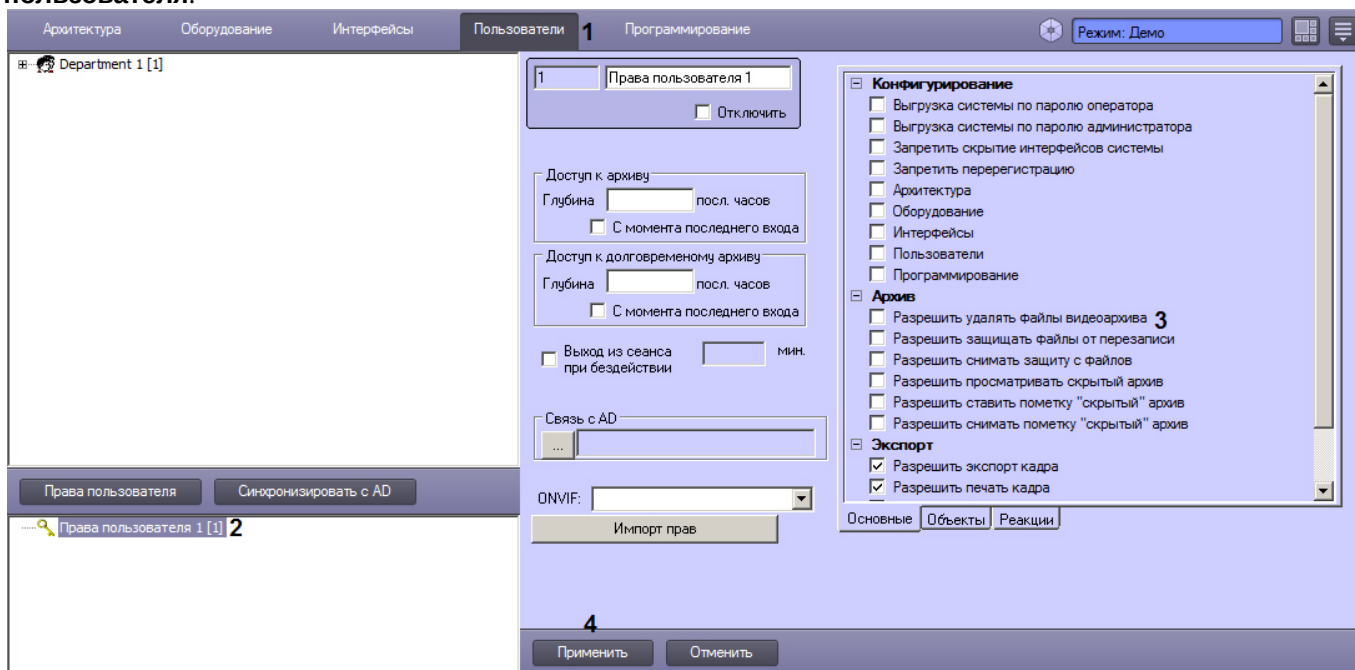 пользователя.
Архитектура Оборудование Интерфейсы Пользователи 1 Программирование Режим: Демо
Department 1 [1]
1 Права пользователя 1
Отключить
Доступ к архиву
Глубина посл. часов
С момента последнего входа
Доступ к долговременому архиву
Глубина посл. часов
С момента последнего входа
Выход из сеанса при бездействии мин.
Связь с AD
...
ONVIF:
Импорт прав
Конфигурирование
Выгрузка системы по паролю оператора
Выгрузка системы по паролю администратора
Запретить скрытие интерфейсов системы
Запретить перерегистрацию
Архитектура
Оборудование
Интерфейсы
Пользователи
Программирование
Архив
Разрешить удалять файлы видеоархива 3
Разрешить защищать файлы от перезаписи
Разрешить снимать защиту с файлов
Разрешить просматривать скрытый архив
Разрешить ставить пометку "скрытый" архив
Разрешить снимать пометку "скрытый" архив
Экспорт
Разрешить экспорт кадра
Разрешить печать кадра
Основные Объекты Реакции
Права пользователя Синхронизировать с AD
Права пользователя 1 [1] 2
4
Применить Отменить